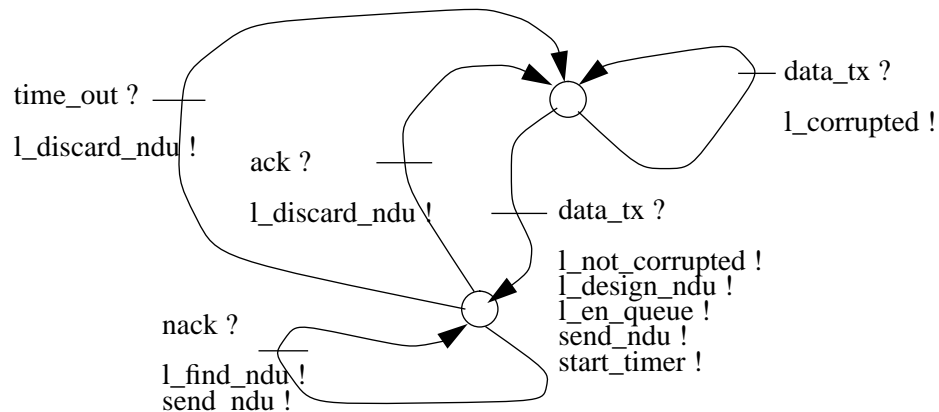 time_out ?
l_discard_ndu !
ack ?
l_discard_ndu !
data_tx ?
l_corrupted !
data_tx ?
l_not_corrupted !
l_design_ndu !
l_en_queue !
send_ndu !
start_timer !
nack ?
l_find_ndu !
send_ndu !